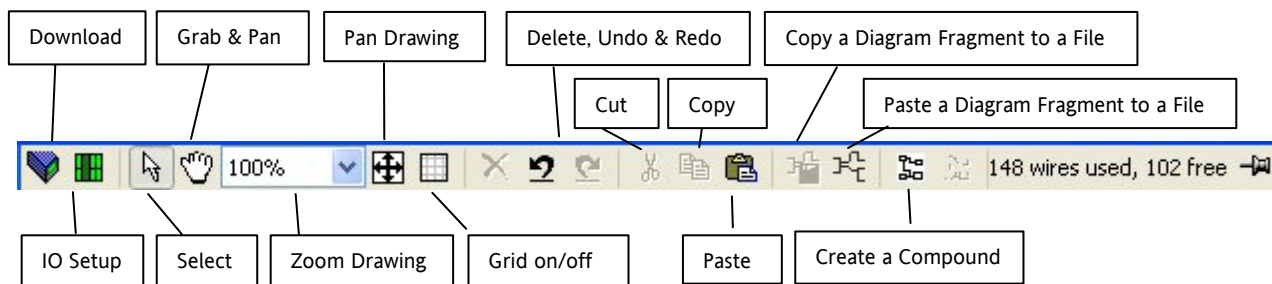 Download
Grab & Pan
Pan Drawing
Delete, Undo & Redo
Copy a Diagram Fragment to a File
Cut
Copy
Paste a Diagram Fragment to a File
100%
148 wires used, 102 free
IO Setup
Select
Zoom Drawing
Grid on/off
Paste
Create a Compound